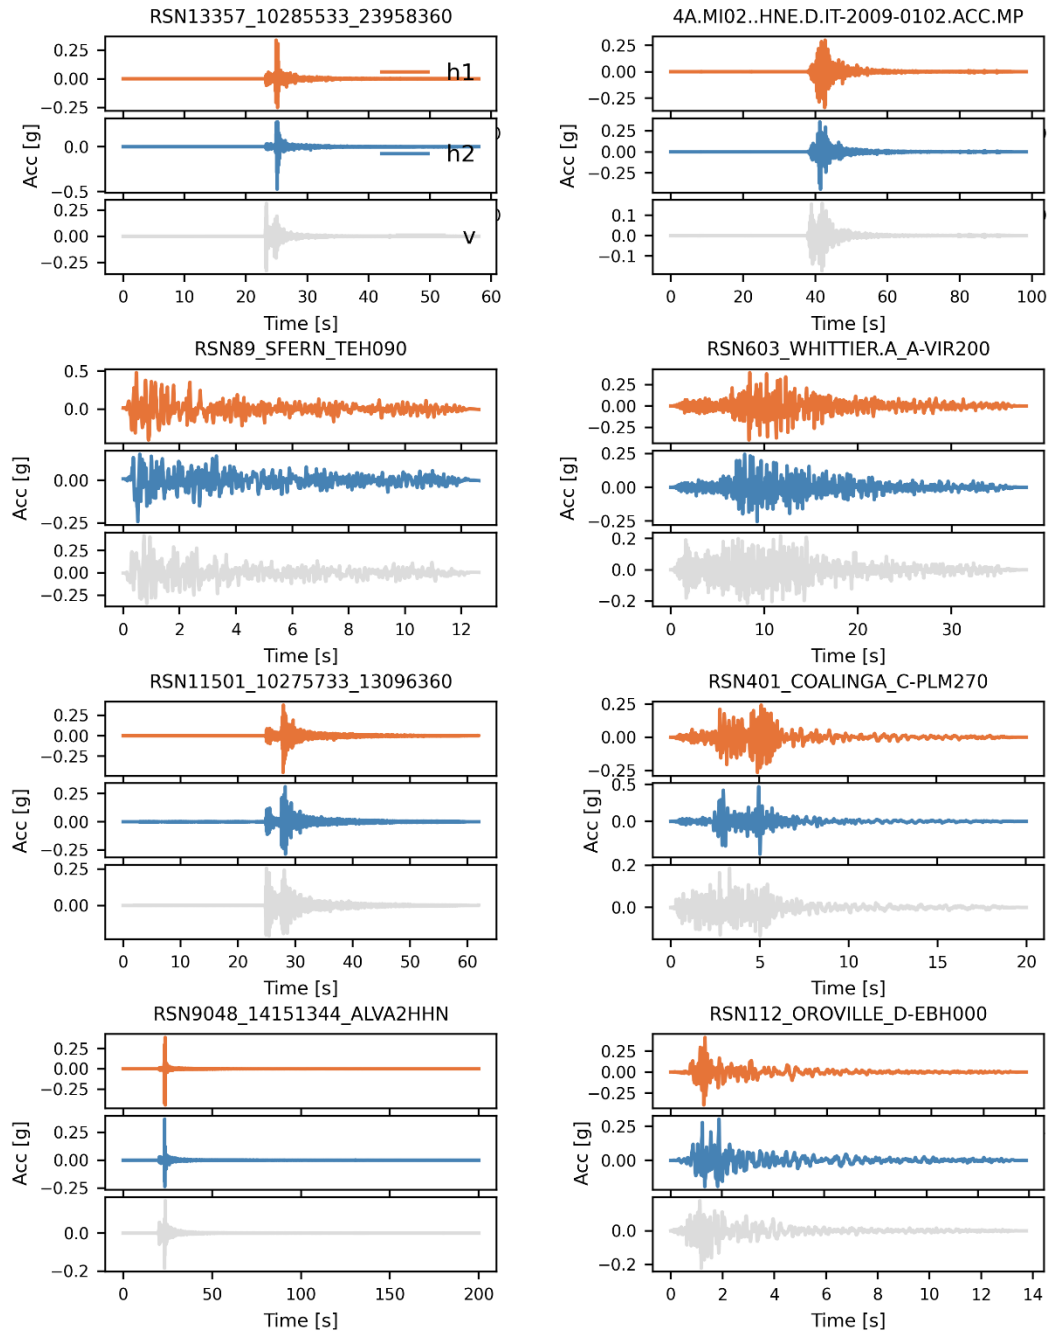 RSN13357_10285533_23958360
0.25
0.00
−0.25
h1
0.0
−0.5
h2
0.25
0.00
−0.25
v
Acc [g]
0 10 20 30 40 50 60
Time [s]
4A.MI02..HNE.D.IT-2009-0102.ACC.MP
0.25
0.00
−0.25
0.25
0.00
−0.25
0.1
0.0
−0.1
Acc [g]
0 20 40 60 80 100
Time [s]
RSN89_SFERN_TEH090
0.5
0.0
0.00
−0.25
0.25
0.00
−0.25
Acc [g]
0 2 4 6 8 10 12
Time [s]
RSN603_WHITTIER.A_A-VIR200
0.25
0.00
−0.25
0.25
0.00
−0.25
0.2
0.0
−0.2
Acc [g]
0 10 20 30
Time [s]
RSN11501_10275733_13096360
0.25
0.00
−0.25
0.25
0.00
−0.25
0.25
0.00
Acc [g]
0 10 20 30 40 50 60
Time [s]
RSN401_COALINGA_C-PLM270
0.25
0.00
−0.25
0.5
0.0
0.2
0.0
Acc [g]
0 5 10 15 20
Time [s]
RSN9048_14151344_ALVA2HHN
0.25
0.00
−0.25
0.25
0.00
−0.25
0.0
−0.2
Acc [g]
0 50 100 150 200
Time [s]
RSN112_OROVILLE_D-EBH000
0.25
0.00
−0.25
0.25
0.00
0.0
−0.2
Acc [g]
0 2 4 6 8 10 12 14
Time [s]